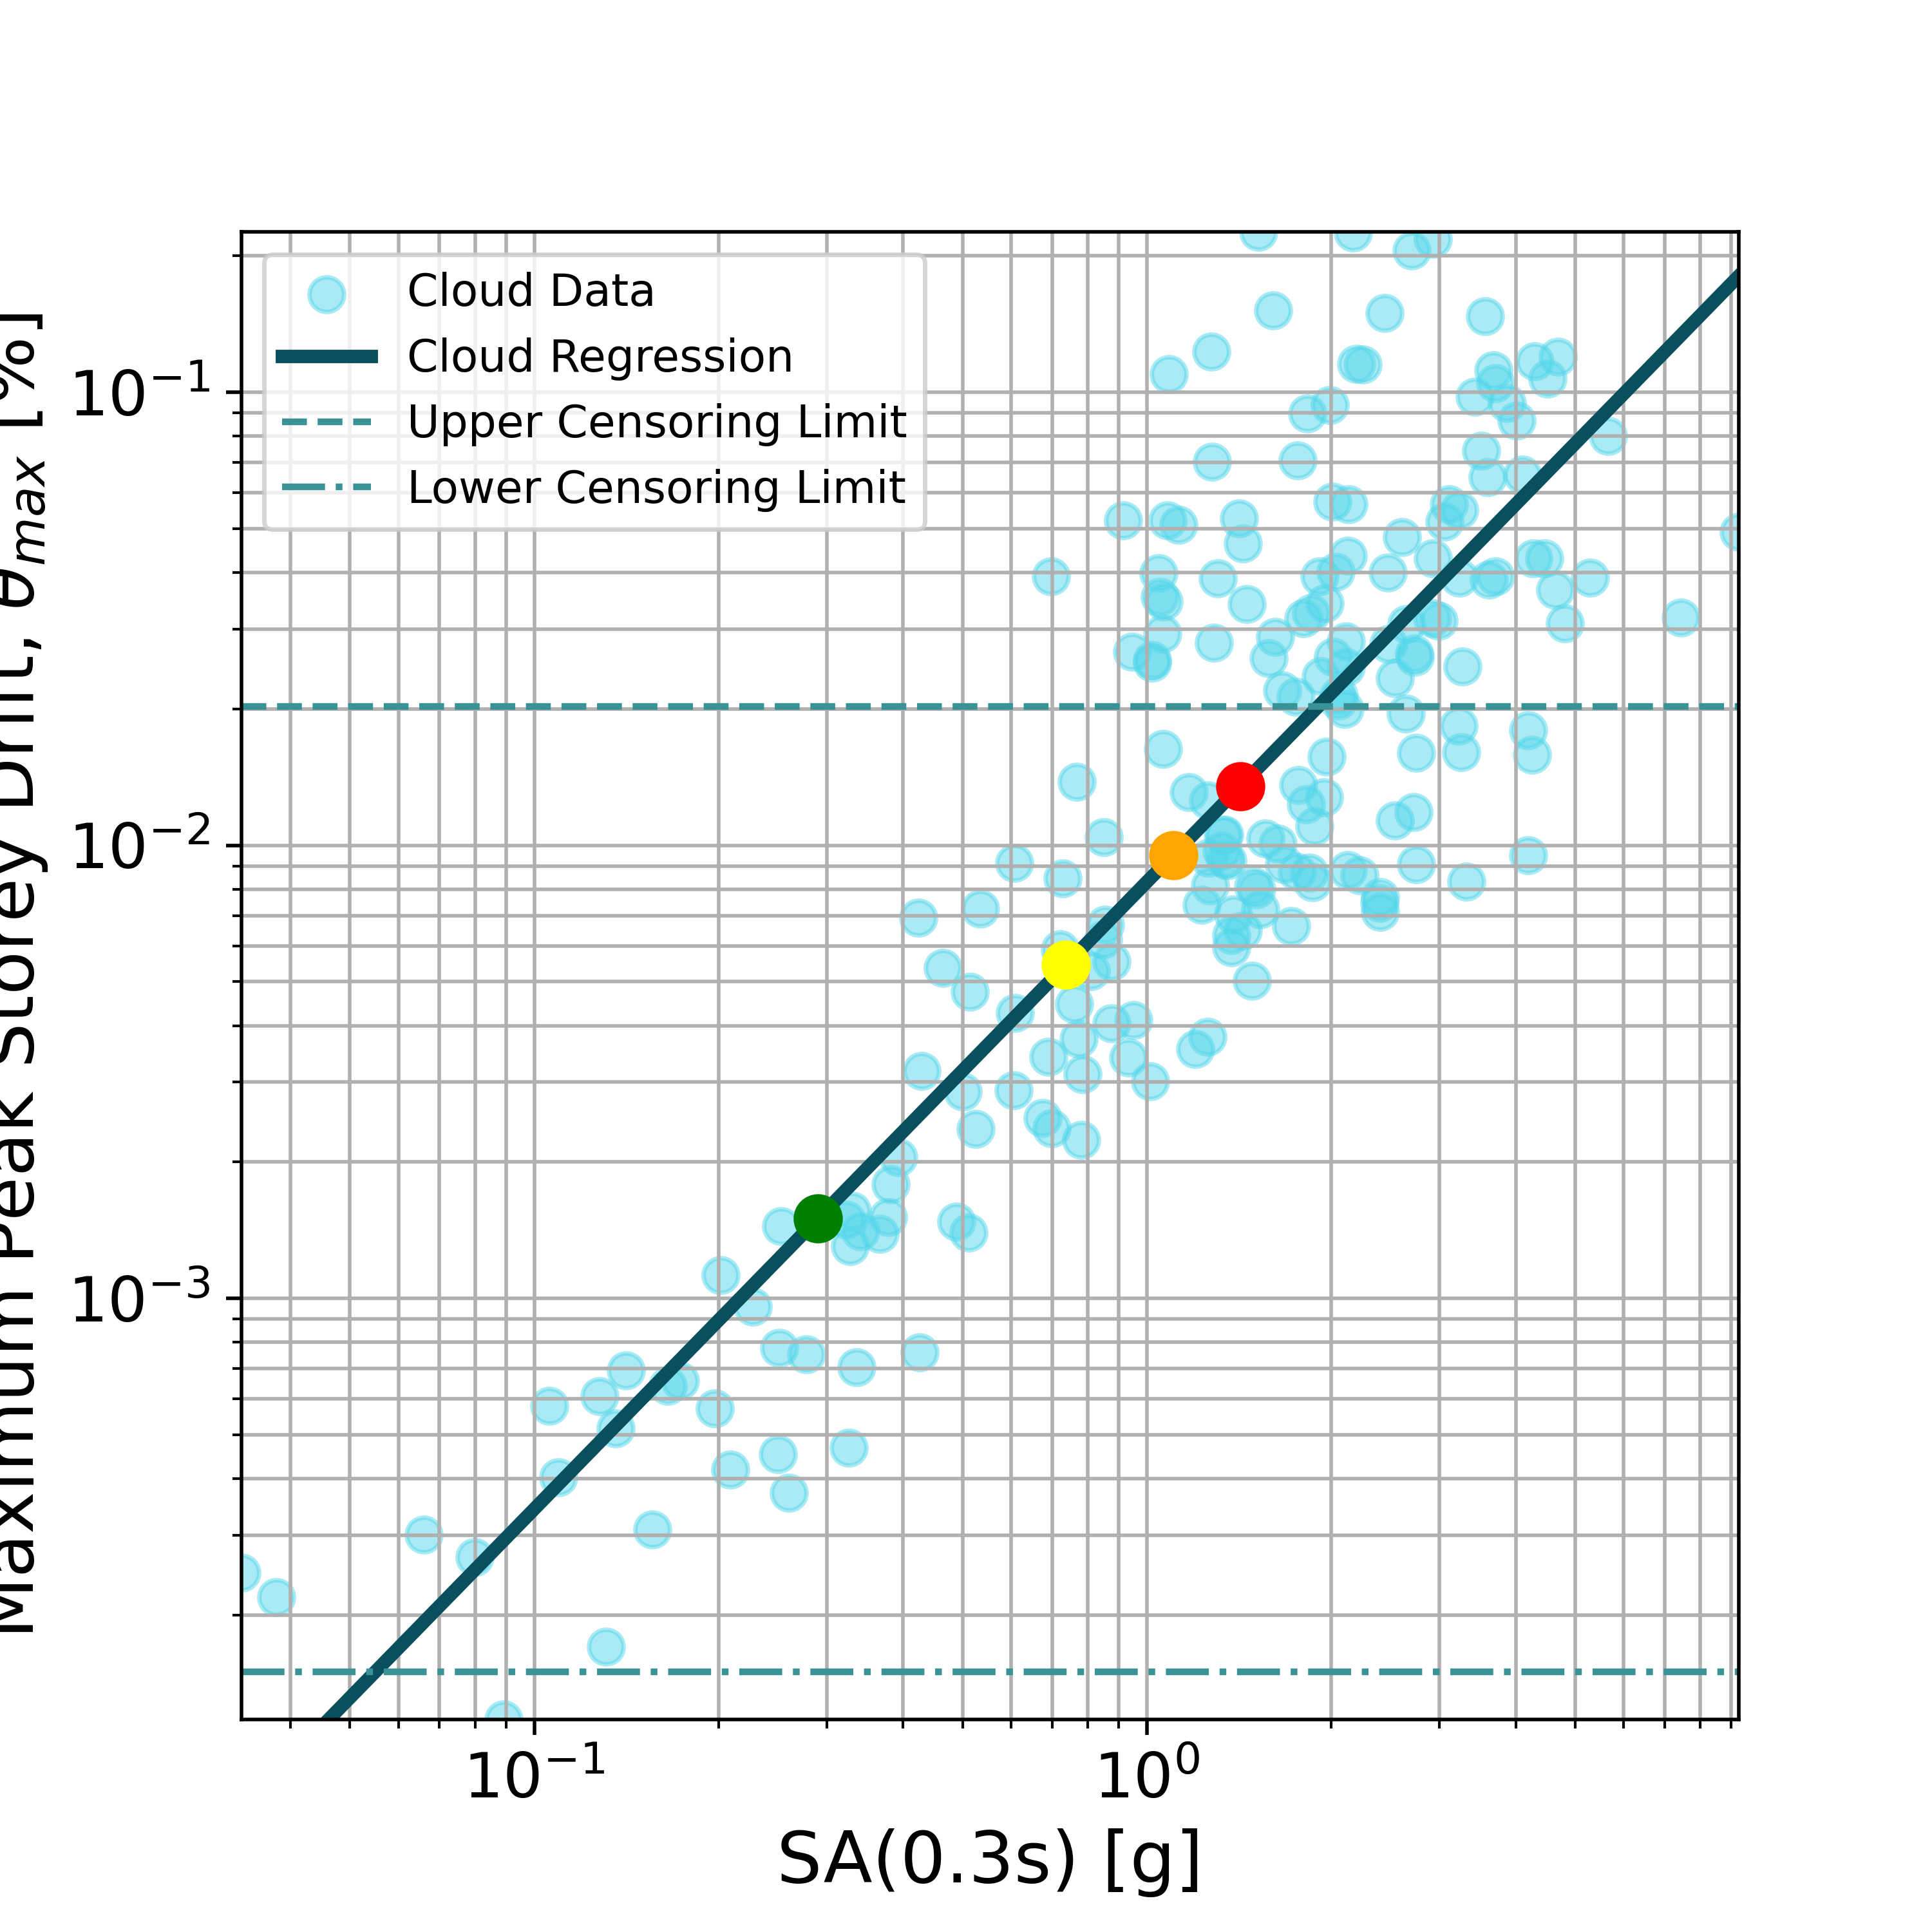 Cloud Data
Cloud Regression
Upper Censoring Limit
Lower Censoring Limit
Maximum Peak Storey Drift, θmax [%]
10⁻¹
10⁻²
10⁻³
10⁻¹
10⁰
SA(0.3s) [g]